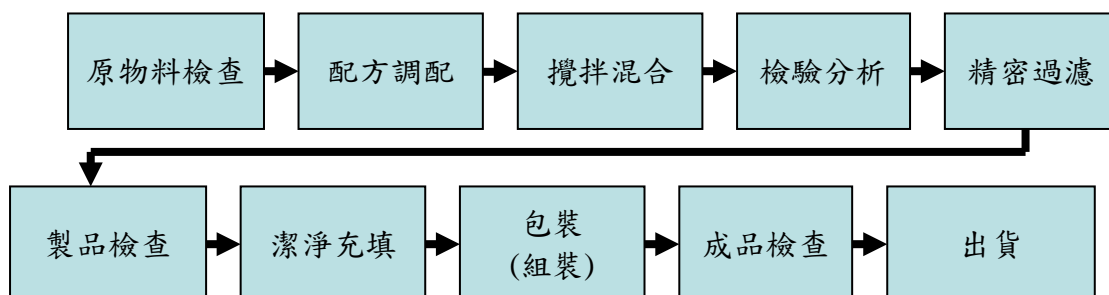 原物料檢查
配方調配
攪拌混合
檢驗分析
精密過濾
製品檢查
潔淨充填
包裝
(組裝)
成品檢查
出貨